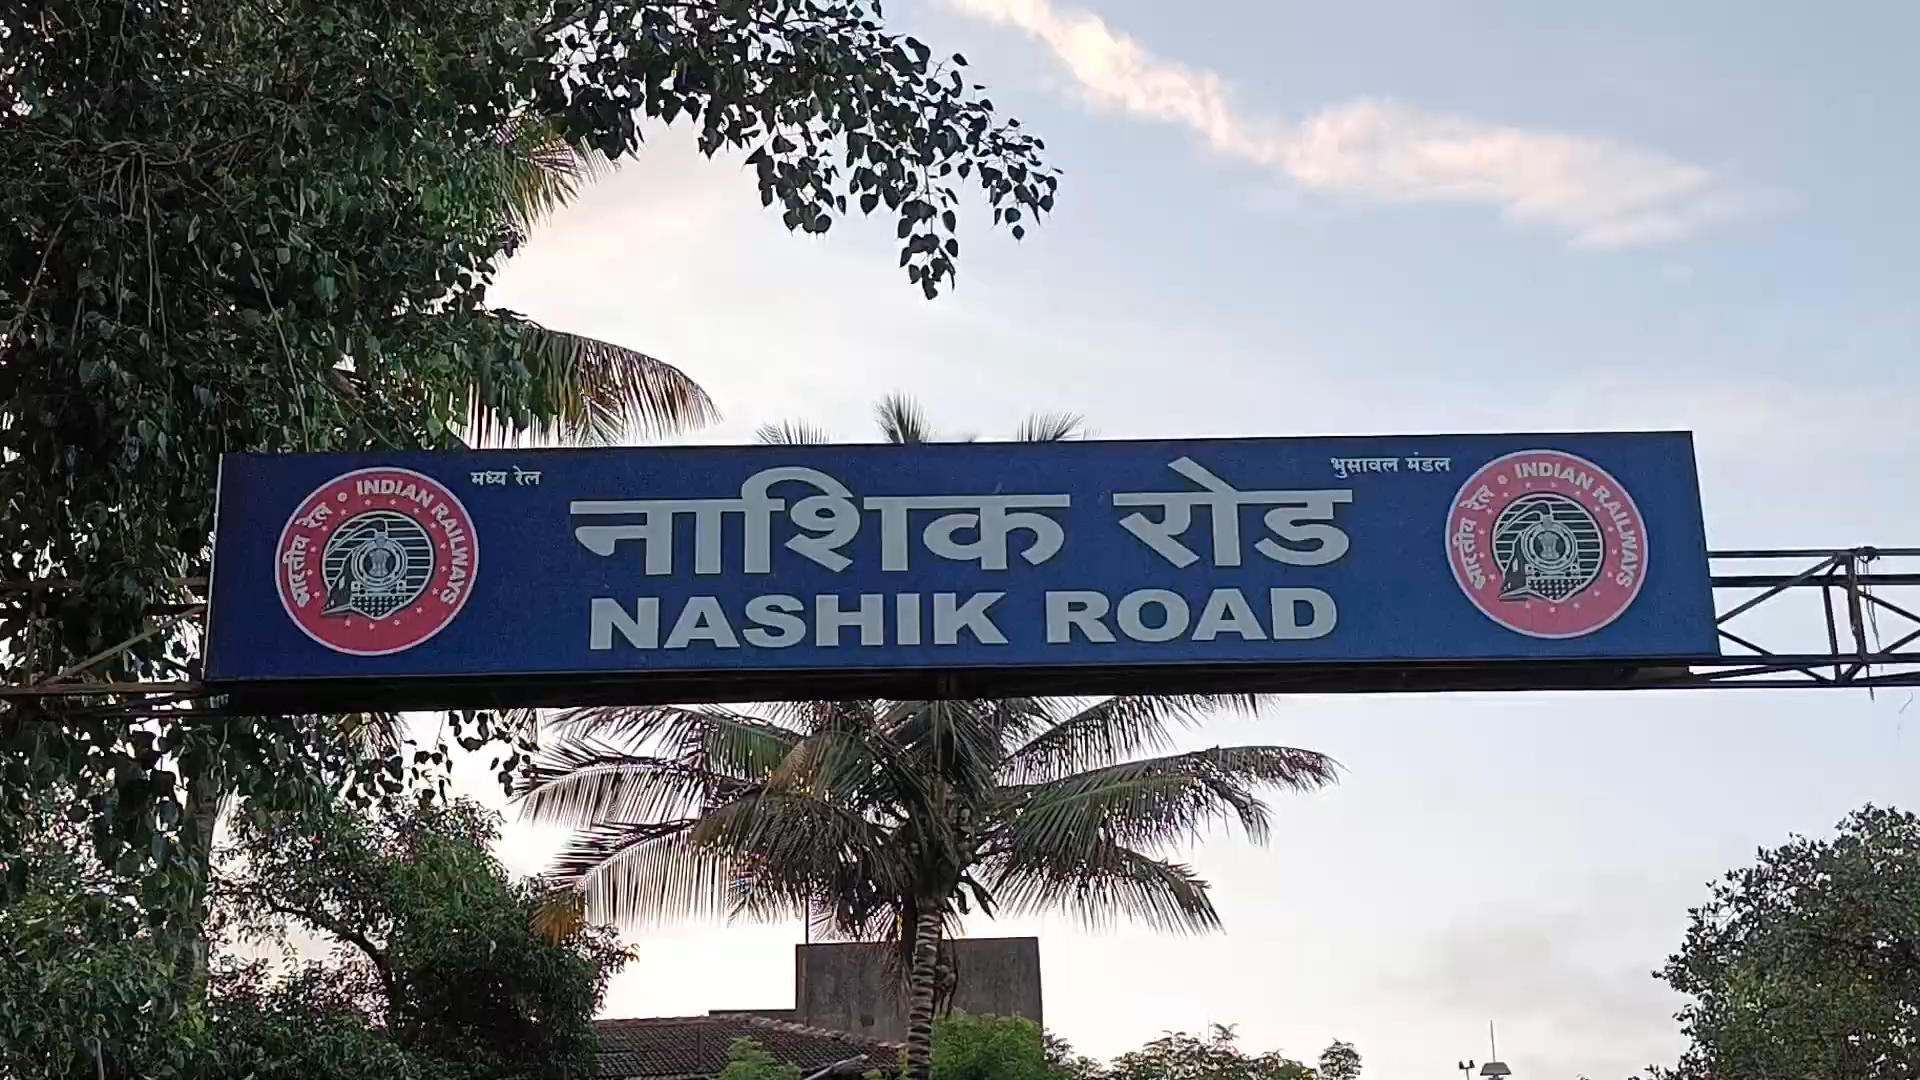 मध्य रेल
भुसावल मंडल
भारतीय रेल • INDIAN RAILWAYS
नाशिक रोड
NASHIK ROAD
भारतीय रेल • INDIAN RAILWAYS